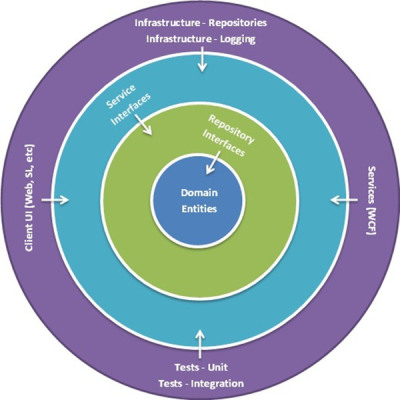 Infrastructure - Repositories
Infrastructure - Logging
Service
Interfaces
Repository
Interfaces
Client UI [Web, SL, etc]
Domain
Entities
Services [WCF]
Tests - Unit
Tests - Integration